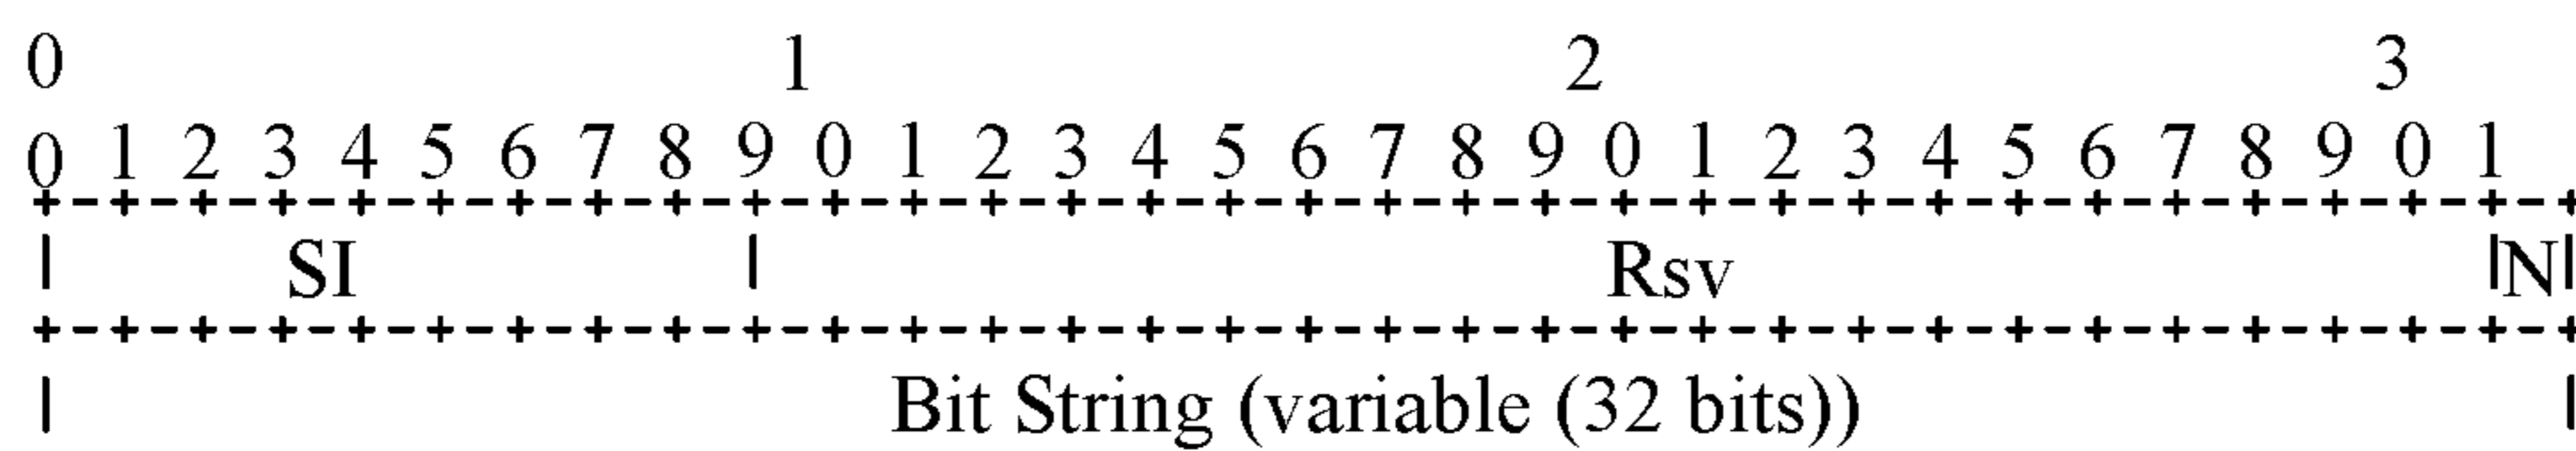 0 1 2 3
0 1 2 3 4 5 6 7 8 9 0 1 2 3 4 5 6 7 8 9 0 1 2 3 4 5 6 7 8 9 0 1
+-+-+-+-+-+-+-+-+-+-+-+-+-+-+-+-+-+-+-+-+-+-+-+-+-+-+-+-+-+-+-+-+
| SI | Rsv |N|
+-+-+-+-+-+-+-+-+-+-+-+-+-+-+-+-+-+-+-+-+-+-+-+-+-+-+-+-+-+-+-+-+
| Bit String (variable (32 bits)) |